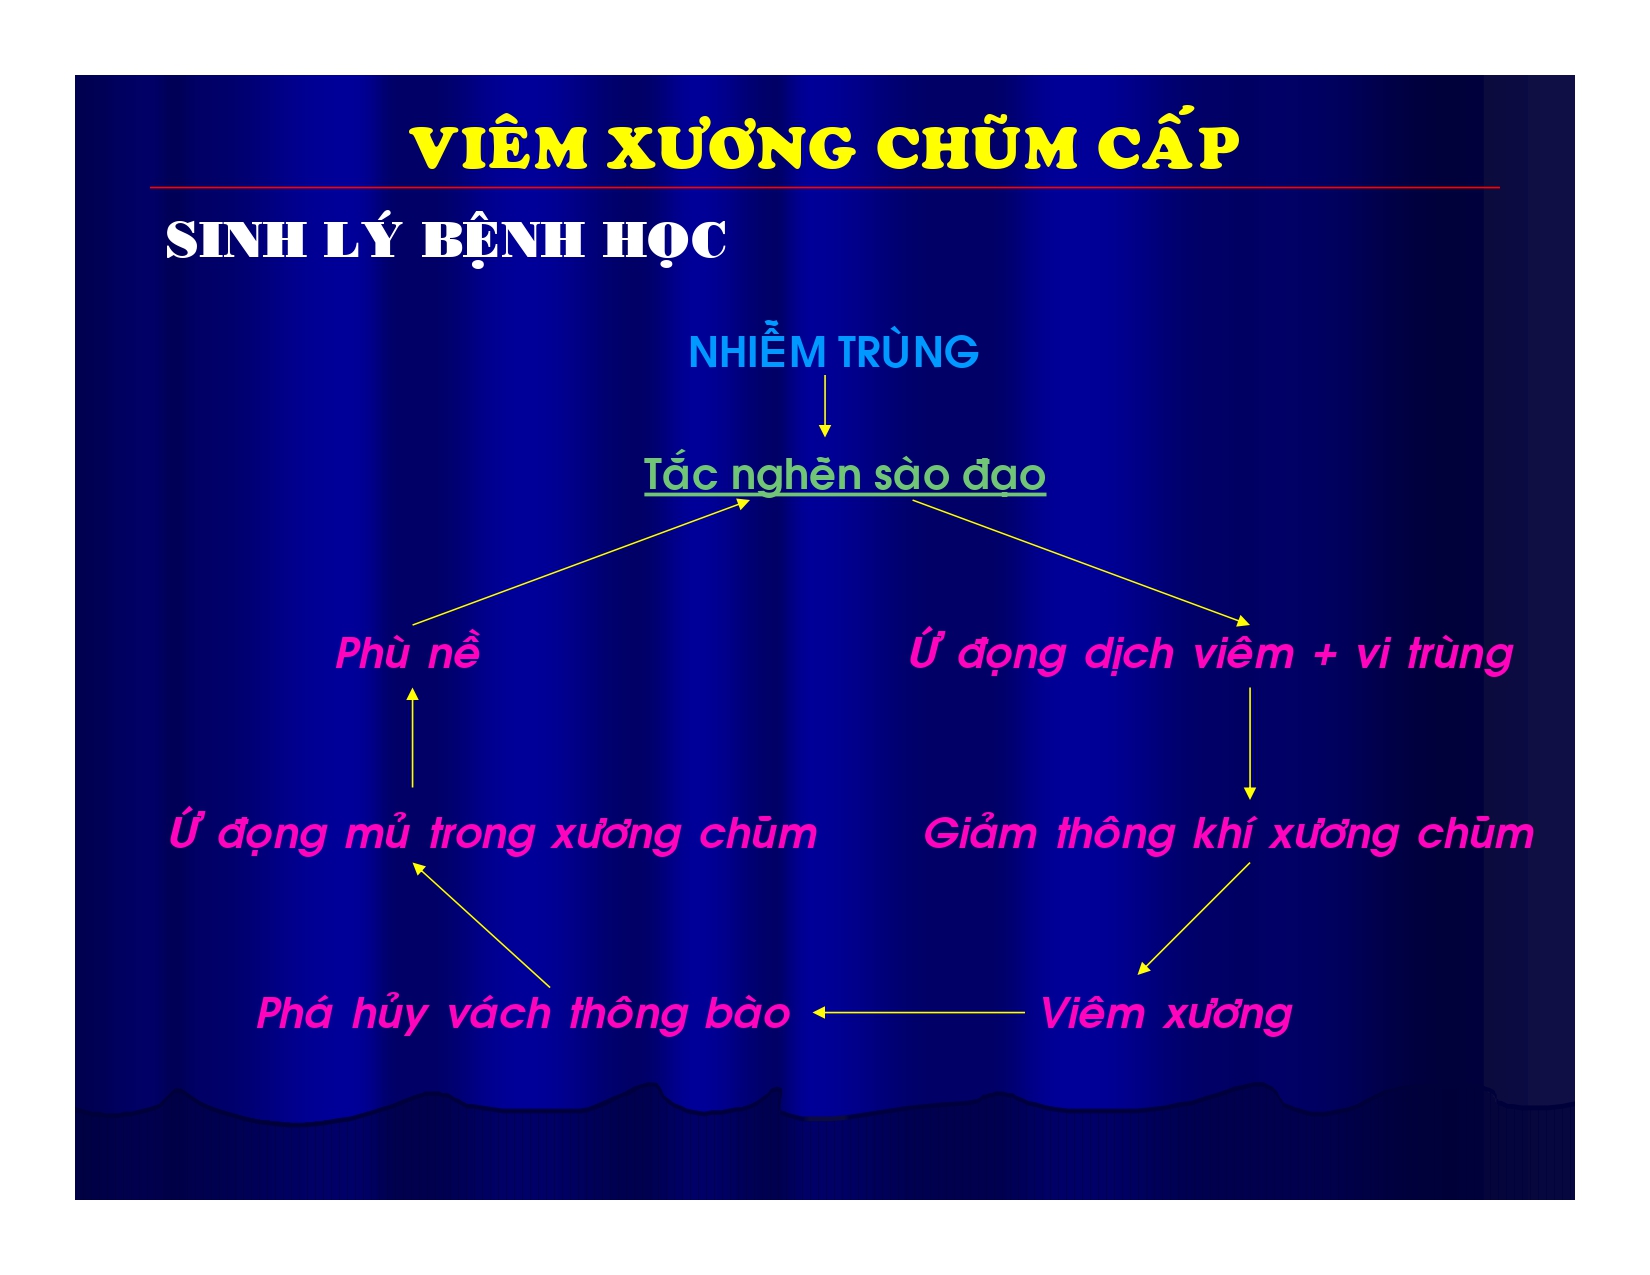 VIÊM XƯƠNG CHŨM CẤP
SINH LÝ BỆNH HỌC
NHIỄM TRÙNG
Tắc nghẽn sào đạo
Phù nề
Ứ đọng dịch viêm + vi trùng
Ứ đọng mủ trong xương chũm
Giảm thông khí xương chũm
Phá hủy vách thông bào
Viêm xương